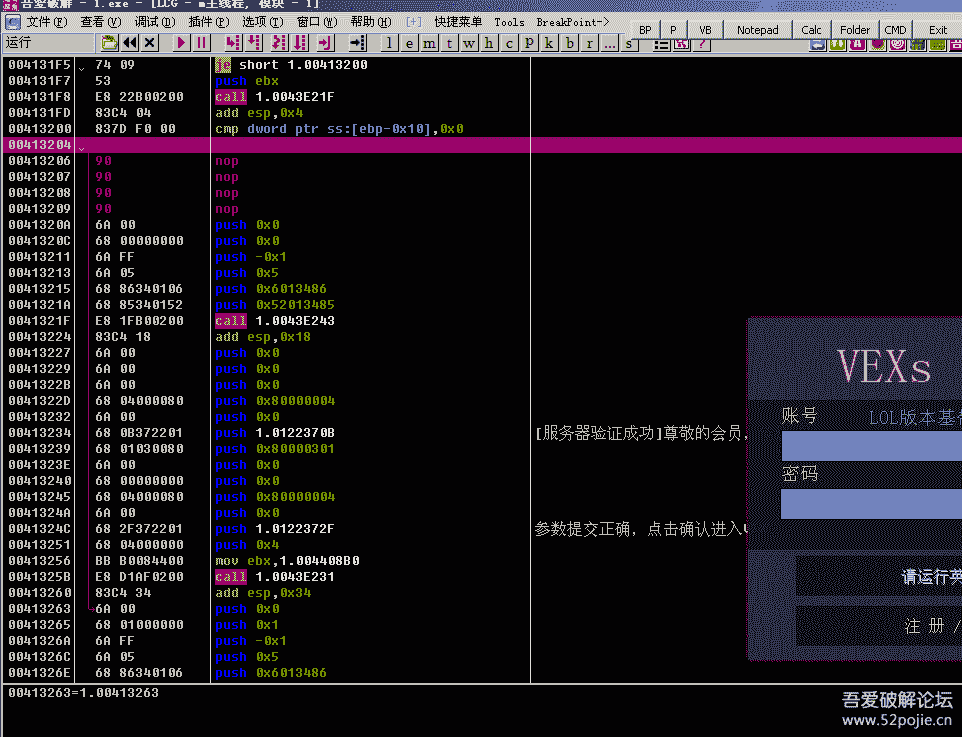 吾爱破解 - 1.exe - [LCG - 主线程, 模块 - 1]
文件(F) 查看(V) 调试(D) 插件(P) 选项(T) 窗口(W) 帮助(H) [+] 快捷菜单 Tools BreakPoint->
BP P VB Notepad Calc Folder CMD Exit
运行 l e m t w h c P k b r ... s ?
004131F5 74 09 je short 1.00413200
004131F7 53 push ebx
004131F8 E8 22B00200 call 1.0043E21F
004131FD 83C4 04 add esp,0x4
00413200 837D F0 00 cmp dword ptr ss:[ebp-0x10],0x0
00413204
00413206 90 nop
00413207 90 nop
00413208 90 nop
00413209 90 nop
0041320A 6A 00 push 0x0
0041320C 68 00000000 push 0x0
00413211 6A FF push -0x1
00413213 6A 05 push 0x5
00413215 68 86340106 push 0x6013486
0041321A 68 85340152 push 0x52013485
0041321F E8 1FB00200 call 1.0043E243
00413224 83C4 18 add esp,0x18
00413227 6A 00 push 0x0
00413229 6A 00 push 0x0
0041322B 6A 00 push 0x0
0041322D 68 04000080 push 0x80000004
00413232 6A 00 push 0x0
00413234 68 0B372201 push 1.0122370B [服务器验证成功]尊敬的会员,
00413239 68 01030080 push 0x80000301
0041323E 6A 00 push 0x0
00413240 68 00000000 push 0x0
00413245 68 04000080 push 0x80000004
0041324A 6A 00 push 0x0
0041324C 68 2F372201 push 1.0122372F 参数提交正确，点击确认进入
00413251 68 04000000 push 0x4
00413256 BB B0084400 mov ebx,1.004408B0
0041325B E8 D1AF0200 call 1.0043E231
00413260 83C4 34 add esp,0x34
00413263 6A 00 push 0x0
00413265 68 01000000 push 0x1
0041326A 6A FF push -0x1
0041326C 6A 05 push 0x5
0041326E 68 86340106 push 0x6013486
00413263=1.00413263
VEXs
账号 LOL版本基
密码
请运行英
注 册 /
吾爱破解论坛
www.52pojie.cn